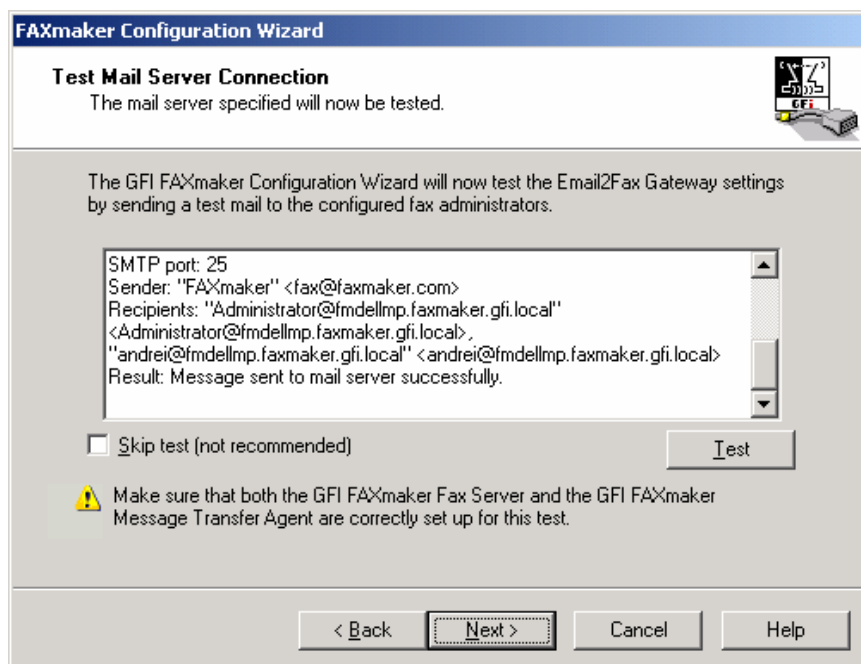 FAXmaker Configuration Wizard
Test Mail Server Connection
The mail server specified will now be tested.
GFi
The GFI FAXmaker Configuration Wizard will now test the Email2Fax Gateway settings
by sending a test mail to the configured fax administrators.
SMTP port: 25
Sender: "FAXmaker" <fax@faxmaker.com>
Recipients: "Administrator@fmdellmp.faxmaker.gfi.local"
<Administrator@fmdellmp.faxmaker.gfi.local>,
"andrei@fmdellmp.faxmaker.gfi.local" <andrei@fmdellmp.faxmaker.gfi.local>
Result: Message sent to mail server successfully.
Skip test (not recommended)
Test
Make sure that both the GFI FAXmaker Fax Server and the GFI FAXmaker
Message Transfer Agent are correctly set up for this test.
< Back
Next >
Cancel
Help